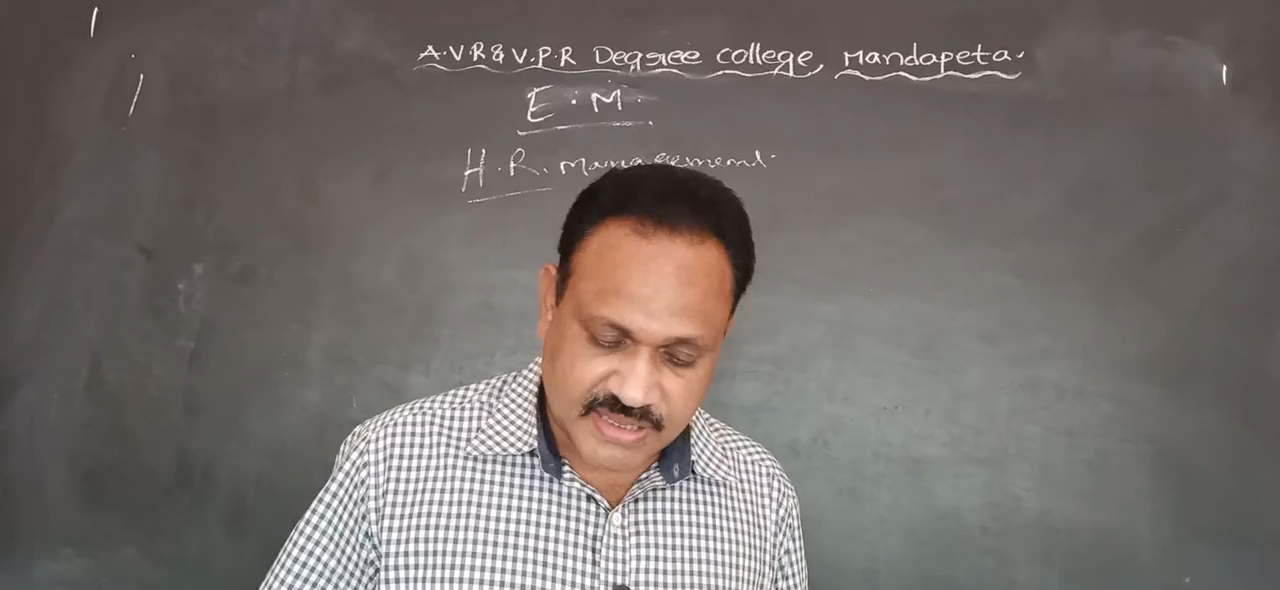 A.V.R & V.P.R Degree College, Mandapeta.
E.M.
H.R. Management.